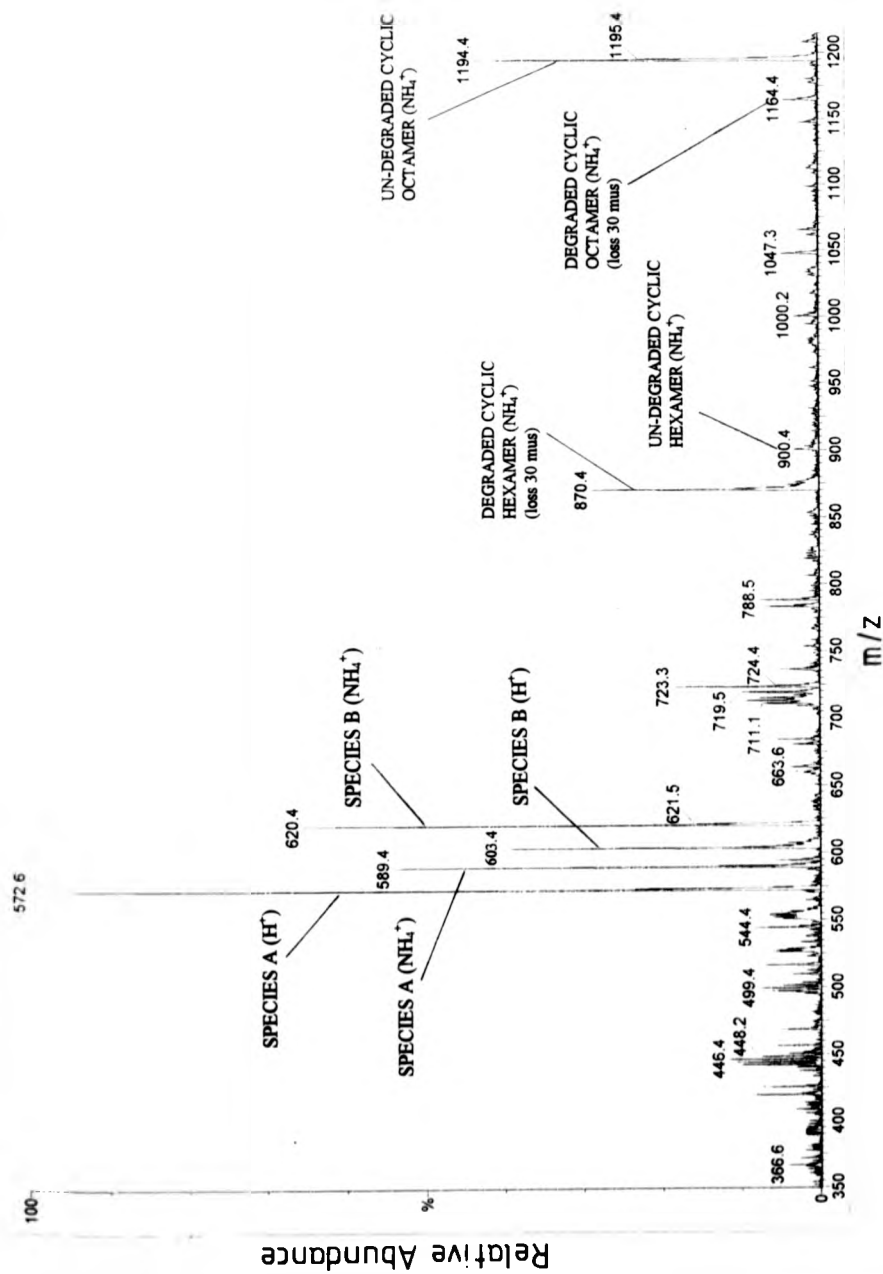 572.6
100
%
0
Relative Abundance
SPECIES A (H⁺)
SPECIES A (NH₄⁺)
SPECIES B (NH₄⁺)
SPECIES B (H⁺)
DEGRADED CYCLIC
HEXAMER (NH₄⁺)
(loss 30 mus)
UN-DEGRADED CYCLIC
HEXAMER (NH₄⁺)
DEGRADED CYCLIC
OCTAMER (NH₄⁺)
(loss 30 mus)
UN-DEGRADED CYCLIC
OCTAMER (NH₄⁺)
366.6
446.4
448.2
499.4
544.4
589.4
603.4
620.4
621.5
663.6
711.1
719.5
723.3
724.4
788.5
870.4
900.4
1000.2
1047.3
1164.4
1194.4
1195.4
350
400
450
500
550
600
650
700
750
800
850
900
950
1000
1050
1100
1150
1200
m/z